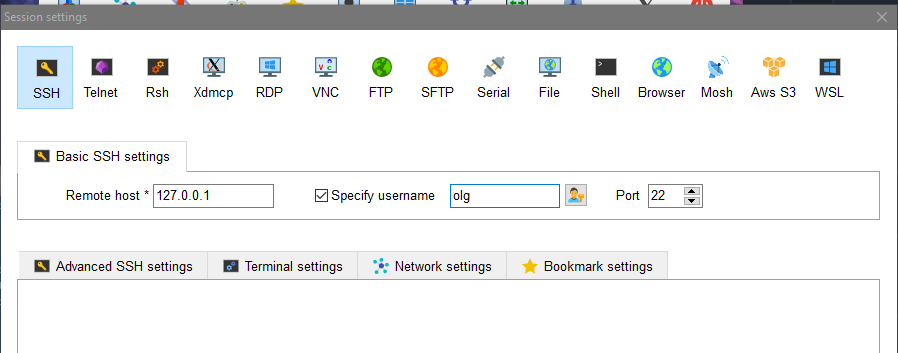 Session settings
SSH Telnet Rsh Xdmcp RDP VNC FTP SFTP Serial File Shell Browser Mosh Aws S3 WSL
Basic SSH settings
Remote host * 127.0.0.1 Specify username olg Port 22
Advanced SSH settings Terminal settings Network settings Bookmark settings